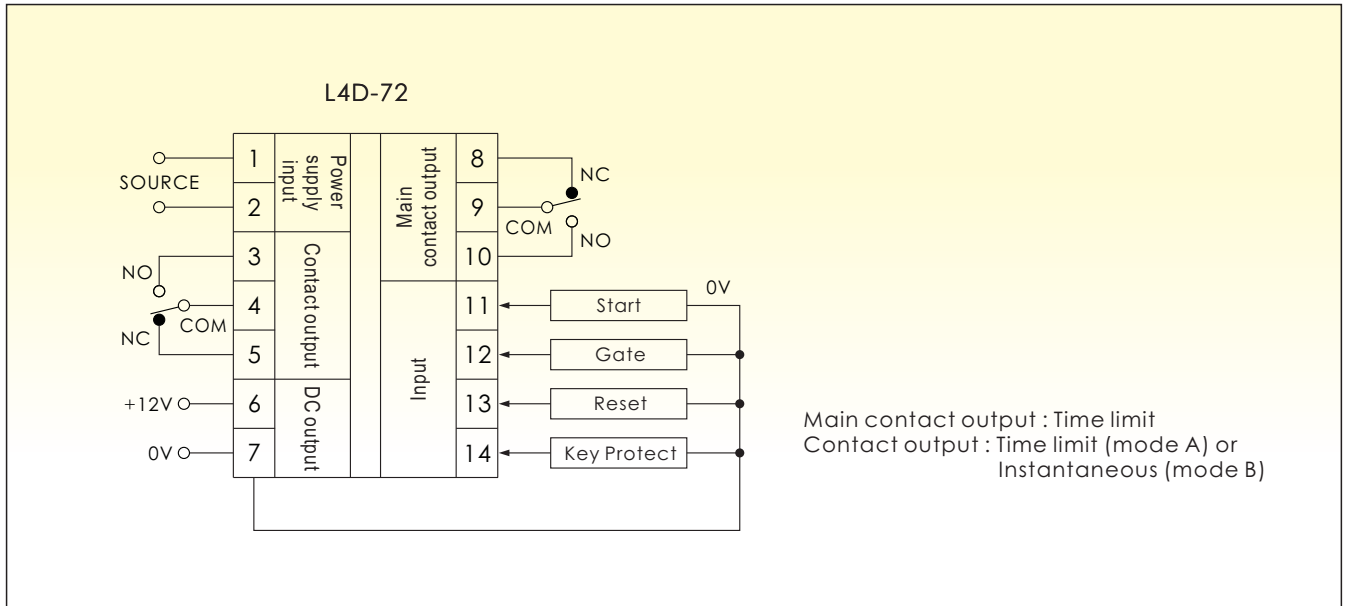 L4D-72
SOURCE
1
2
Power
supply
input
3
4
5
Contact output
NO
COM
NC
6
7
DC output
+12V
0V
Main
contact output
8
9
10
NC
COM
NO
Input
11
12
13
14
Start
0V
Gate
Reset
Key Protect
Main contact output : Time limit
Contact output : Time limit (mode A) or
Instantaneous (mode B)